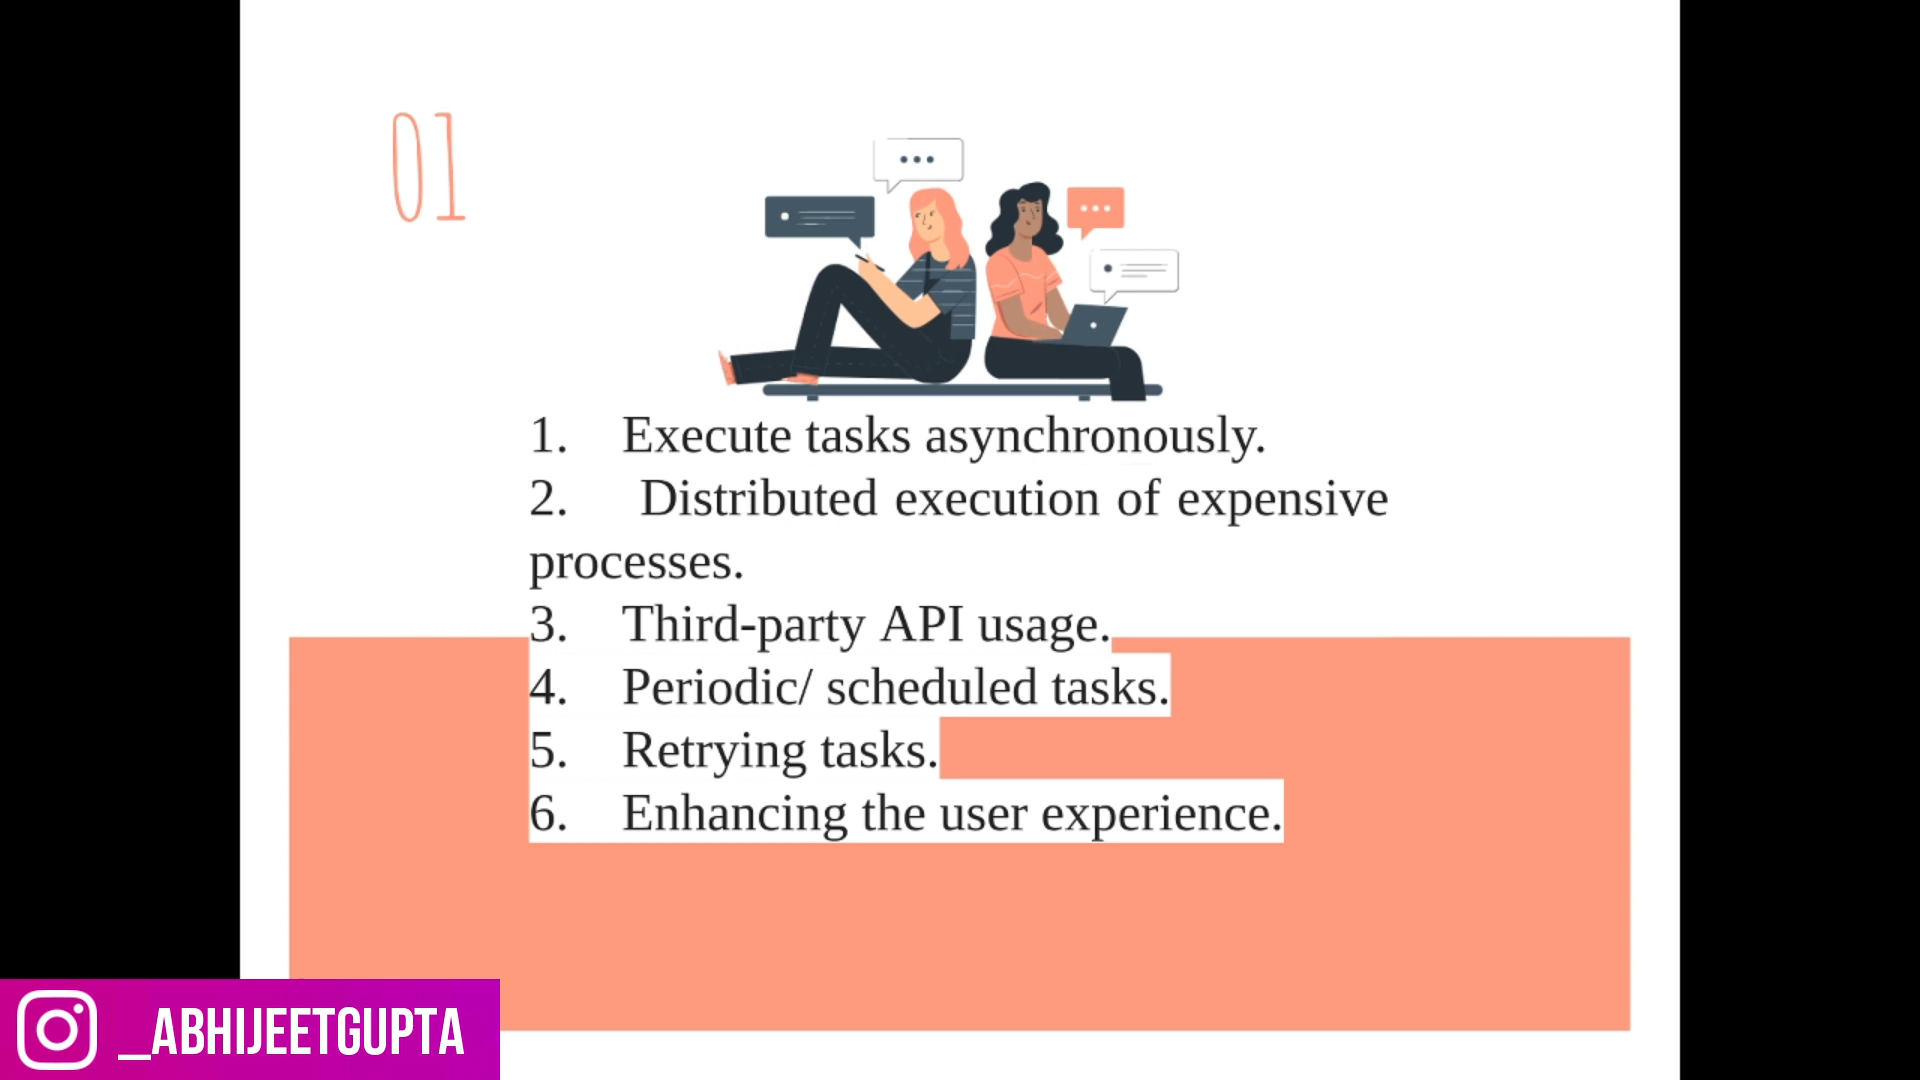 01
1. Execute tasks asynchronously.
2. Distributed execution of expensive
processes.
3. Third-party API usage.
4. Periodic/ scheduled tasks.
5. Retrying tasks.
6. Enhancing the user experience.
_ABHIJEETGUPTA